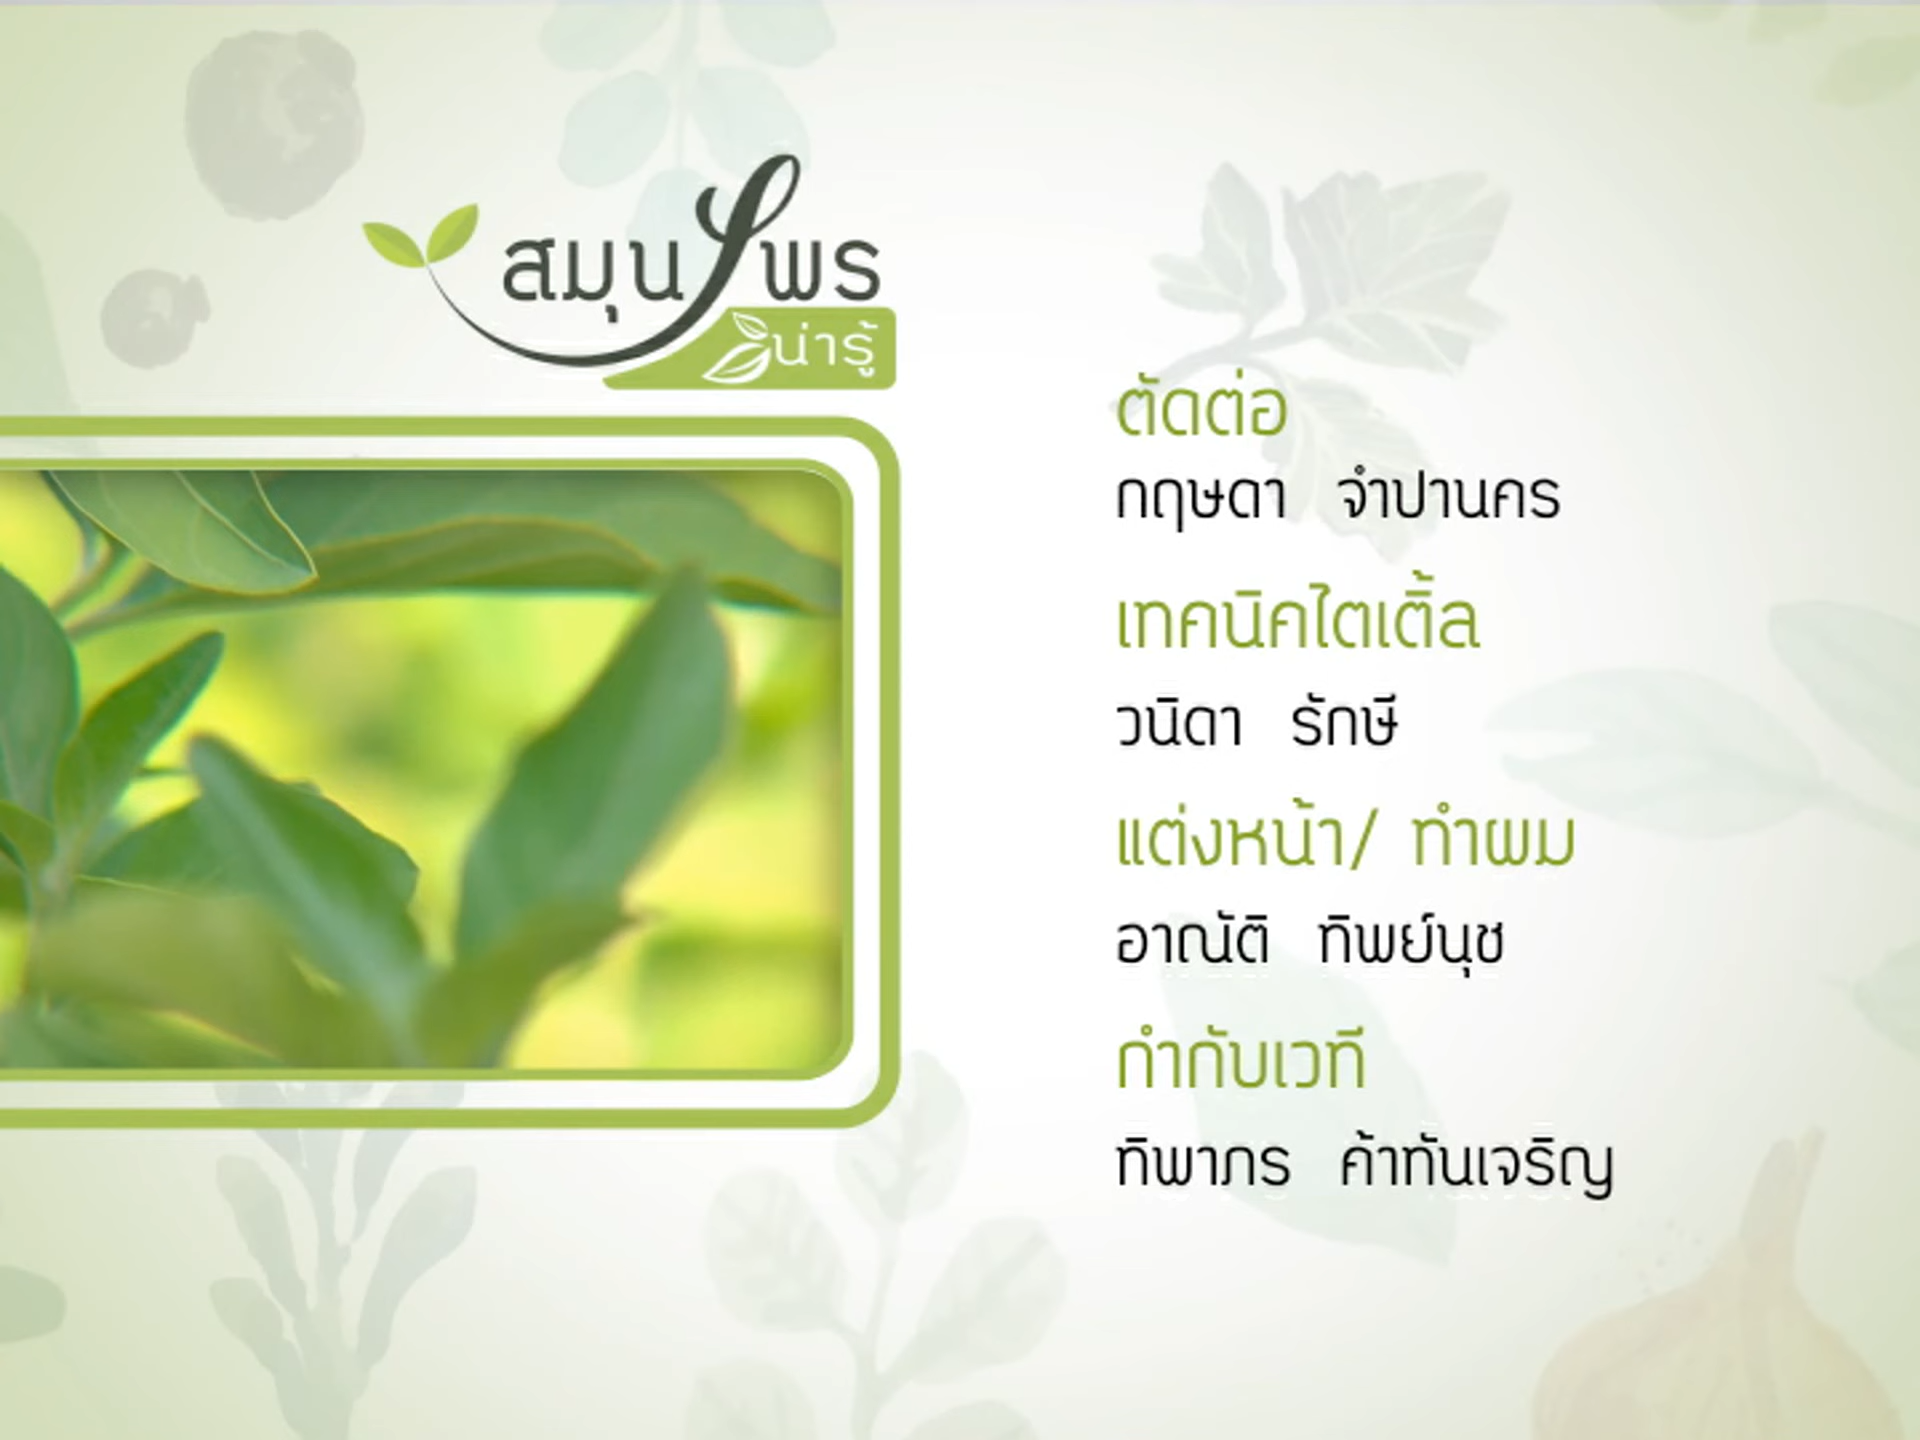 สมุนไพร
น่ารู้
ตัดต่อ
กฤษดา จำปานคร
เทคนิคไตเติ้ล
วนิดา รักษี
แต่งหน้า/ ทำผม
อาณัติ ทิพย์นุช
กำกับเวที
ทิพาภร ค้าทันเจริญ